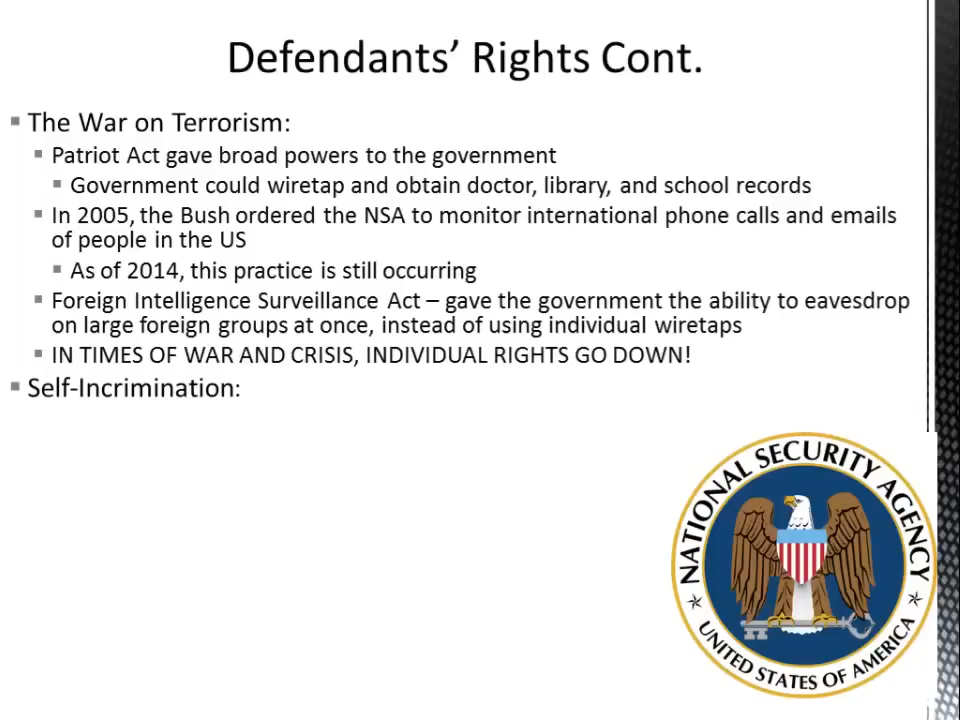 Defendants’ Rights Cont.
The War on Terrorism:
Patriot Act gave broad powers to the government
Government could wiretap and obtain doctor, library, and school records
In 2005, the Bush ordered the NSA to monitor international phone calls and emails
of people in the US
As of 2014, this practice is still occurring
Foreign Intelligence Surveillance Act – gave the government the ability to eavesdrop
on large foreign groups at once, instead of using individual wiretaps
IN TIMES OF WAR AND CRISIS, INDIVIDUAL RIGHTS GO DOWN!
Self-Incrimination:
NATIONAL SECURITY AGENCY
UNITED STATES OF AMERICA